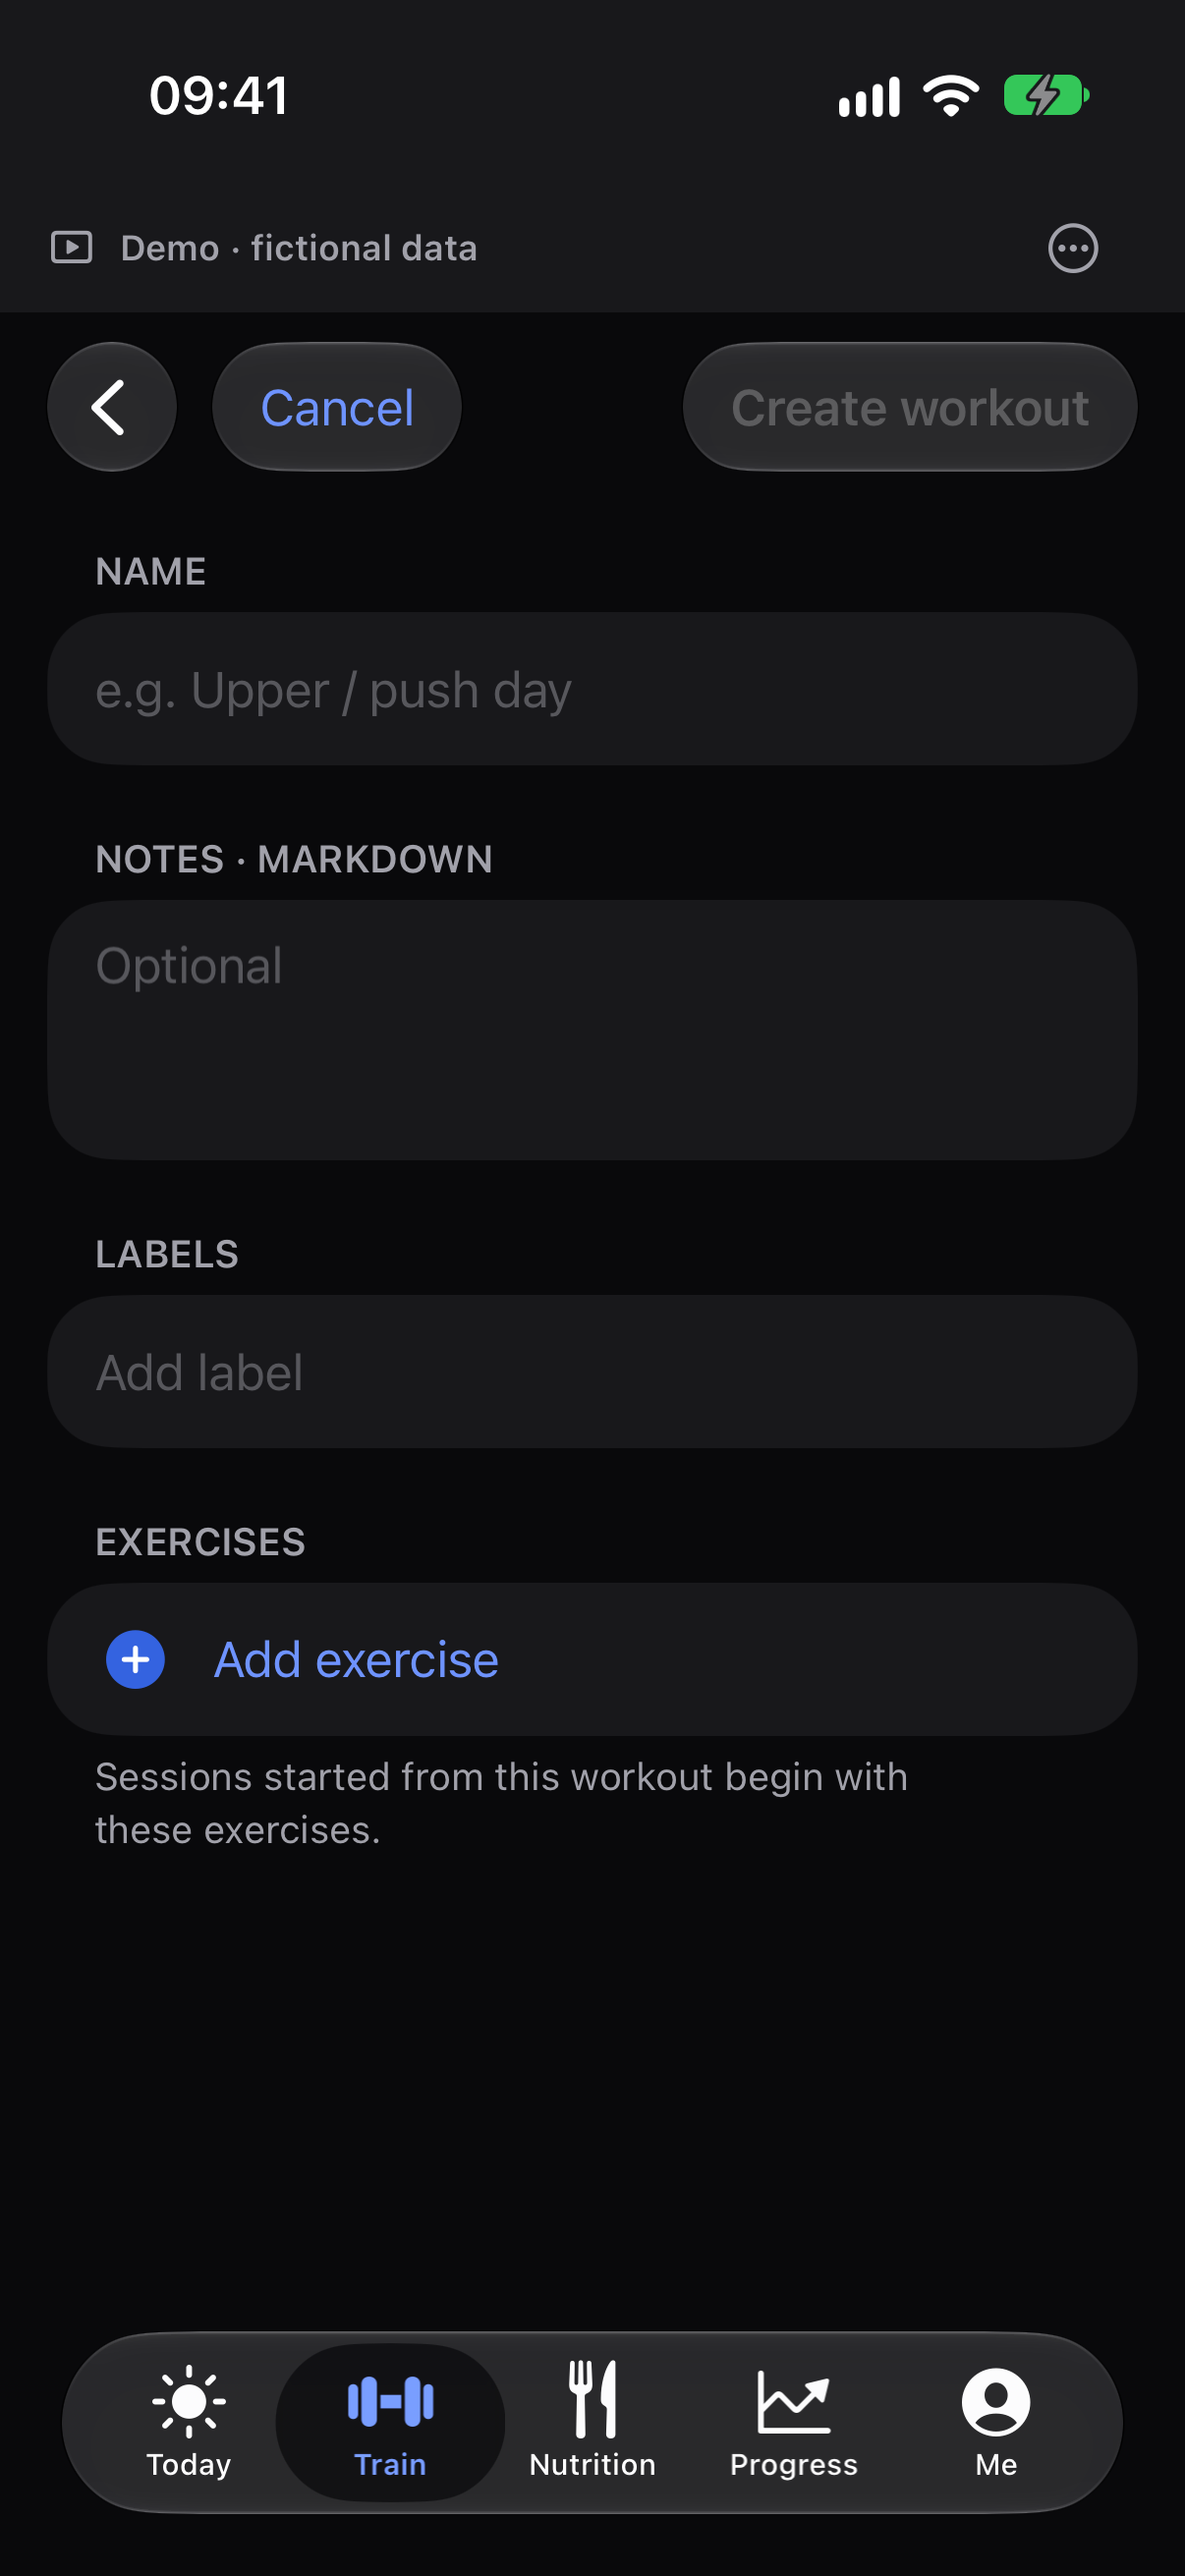 09:41
Demo · fictional data
Cancel
Create workout
NAME
e.g. Upper / push day
NOTES · MARKDOWN
Optional
LABELS
Add label
EXERCISES
Add exercise
Sessions started from this workout begin with
these exercises.
Today
Train
Nutrition
Progress
Me